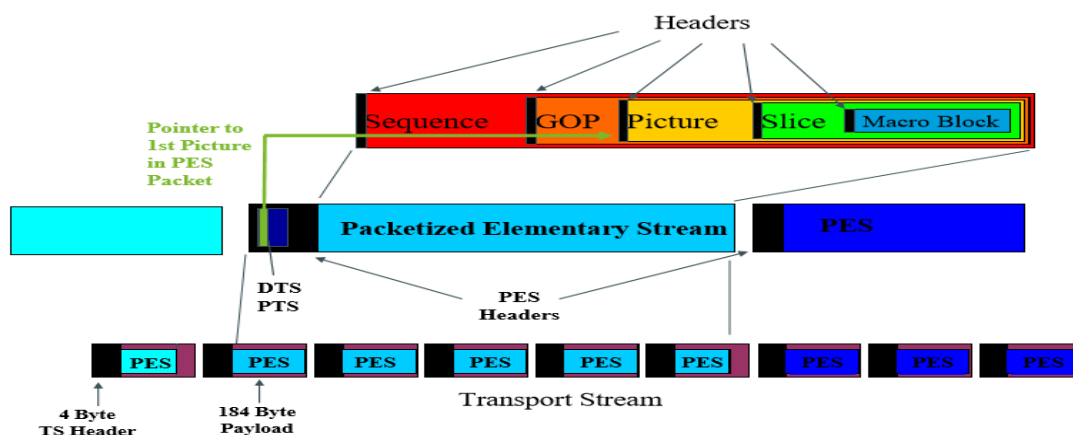 Headers
Sequence GOP Picture Slice Macro Block
Pointer to
1st Picture
in PES
Packet
Packetized Elementary Stream
PES
DTS
PTS
PES
Headers
PES PES PES PES PES PES PES PES PES
4 Byte
TS Header
184 Byte
Payload
Transport Stream